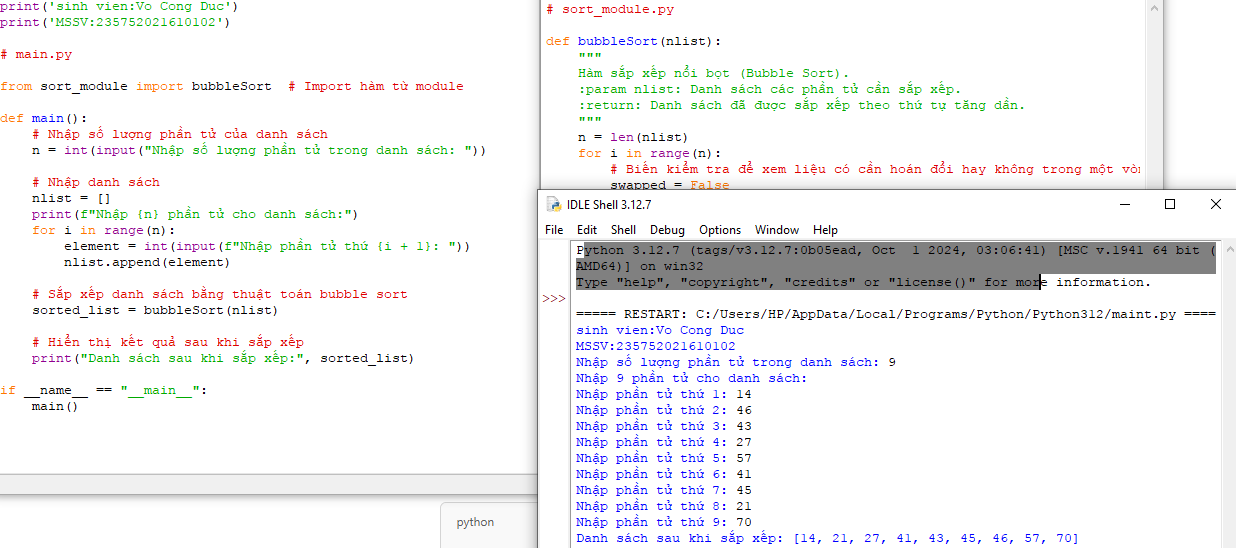 print('sinh vien:Vo Cong Duc')
print('MSSV:235752021610102')
# main.py
from sort_module import bubbleSort  # Import hàm từ module
def main():
    # Nhập số lượng phần tử của danh sách
    n = int(input("Nhập số lượng phần tử trong danh sách: "))
    # Nhập danh sách
    nlist = []
    print(f"Nhập {n} phần tử cho danh sách:")
    for i in range(n):
        element = int(input(f"Nhập phần tử thứ {i + 1}: "))
        nlist.append(element)
    # Sắp xếp danh sách bằng thuật toán bubble sort
    sorted_list = bubbleSort(nlist)
    # Hiển thị kết quả sau khi sắp xếp
    print("Danh sách sau khi sắp xếp:", sorted_list)
if __name__ == "__main__":
    main()
python
# sort_module.py
def bubbleSort(nlist):
    """
    Hàm sắp xếp nổi bọt (Bubble Sort).
    :param nlist: Danh sách các phần tử cần sắp xếp.
    :return: Danh sách đã được sắp xếp theo thứ tự tăng dần.
    """
    n = len(nlist)
    for i in range(n):
        # Biến kiểm tra để xem liệu có cần hoán đổi hay không trong một
        swapped = False
IDLE Shell 3.12.7
File Edit Shell Debug Options Window Help
Python 3.12.7 (tags/v3.12.7:0b05ead, Oct  1 2024, 03:06:41) [MSC v.1941 64 bit (
AMD64)] on win32
Type "help", "copyright", "credits" or "license()" for more information.
>>>
===== RESTART: C:/Users/HP/AppData/Local/Programs/Python/Python312/maint.py ====
sinh vien:Vo Cong Duc
MSSV:235752021610102
Nhập số lượng phần tử trong danh sách: 9
Nhập 9 phần tử cho danh sách:
Nhập phần tử thứ 1: 14
Nhập phần tử thứ 2: 46
Nhập phần tử thứ 3: 43
Nhập phần tử thứ 4: 27
Nhập phần tử thứ 5: 57
Nhập phần tử thứ 6: 41
Nhập phần tử thứ 7: 45
Nhập phần tử thứ 8: 21
Nhập phần tử thứ 9: 70
Danh sách sau khi sắp xếp: [14, 21, 27, 41, 43, 45, 46, 57, 70]